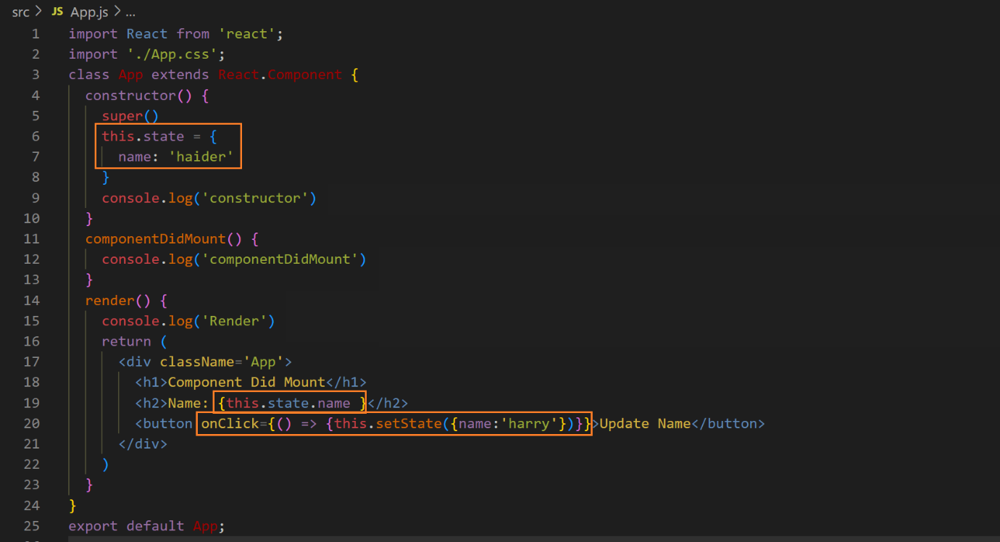 src > JS App.js > ...
1 import React from 'react';
2 import './App.css';
3 class App extends React.Component {
4   constructor() {
5     super()
6     this.state = {
7       name: 'haider'
8     }
9     console.log('constructor')
10   }
11   componentDidMount() {
12     console.log('componentDidMount')
13   }
14   render() {
15     console.log('Render')
16     return (
17       <div className='App'>
18         <h1>Component Did Mount</h1>
19         <h2>Name: {this.state.name }</h2>
20         <button onClick={() => {this.setState({name:'harry'})}}>Update Name</button>
21       </div>
22     )
23   }
24 }
25 export default App;